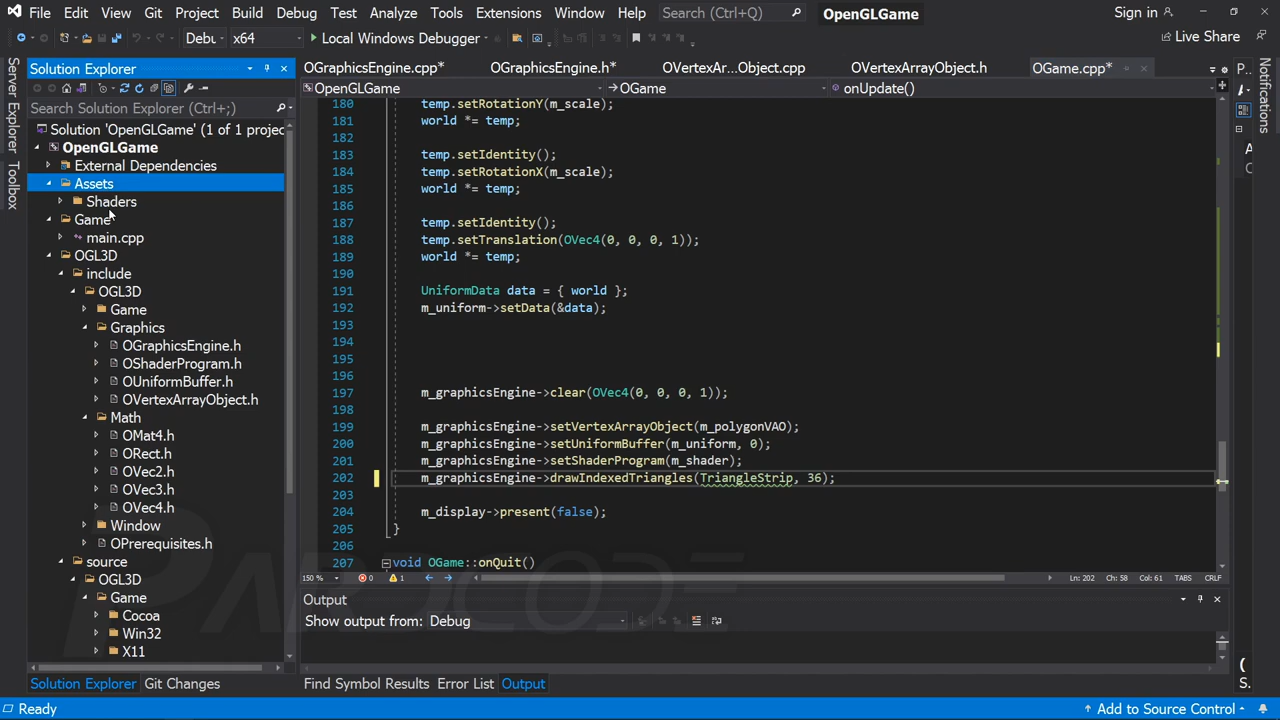 File Edit View Git Project Build Debug Test Analyze Tools Extensions Window Help Search (Ctrl+Q) OpenGLGame Sign in
Debu x64 Local Windows Debugger Live Share
Server Explorer
Toolbox
Solution Explorer
Search Solution Explorer (Ctrl+;)
Solution 'OpenGLGame' (1 of 1 projec
OpenGLGame
External Dependencies
Assets
Shaders
Game
main.cpp
OGL3D
include
OGL3D
Game
Graphics
OGraphicsEngine.h
OShaderProgram.h
OUniformBuffer.h
OVertexArrayObject.h
Math
OMat4.h
ORect.h
OVec2.h
OVec3.h
OVec4.h
Window
OPrerequisites.h
source
OGL3D
Game
Cocoa
Win32
X11
Solution Explorer Git Changes
OGraphicsEngine.cpp* OGraphicsEngine.h* OVertexAr...Object.cpp OVertexArrayObject.h OGame.cpp*
OpenGLGame OGame onUpdate()
180 temp.setRotationY(m_scale);
181 world *= temp;
182
183 temp.setIdentity();
184 temp.setRotationX(m_scale);
185 world *= temp;
186
187 temp.setIdentity();
188 temp.setTranslation(OVec4(0, 0, 0, 1));
189 world *= temp;
190
191 UniformData data = { world };
192 m_uniform->setData(&data);
193
194
195
196
197 m_graphicsEngine->clear(OVec4(0, 0, 0, 1));
198
199 m_graphicsEngine->setVertexArrayObject(m_polygonVAO);
200 m_graphicsEngine->setUniformBuffer(m_uniform, 0);
201 m_graphicsEngine->setShaderProgram(m_shader);
202 m_graphicsEngine->drawIndexedTriangles(TriangleStrip, 36);
203
204 m_display->present(false);
205 }
206
207 void OGame::onQuit()
150 % 0 1 Ln: 202 Ch: 58 Col: 61 TABS CRLF
Output
Show output from: Debug
Find Symbol Results Error List Output
P...
Notifications
A
C
(
S.
PARDCODE
Ready Add to Source Control